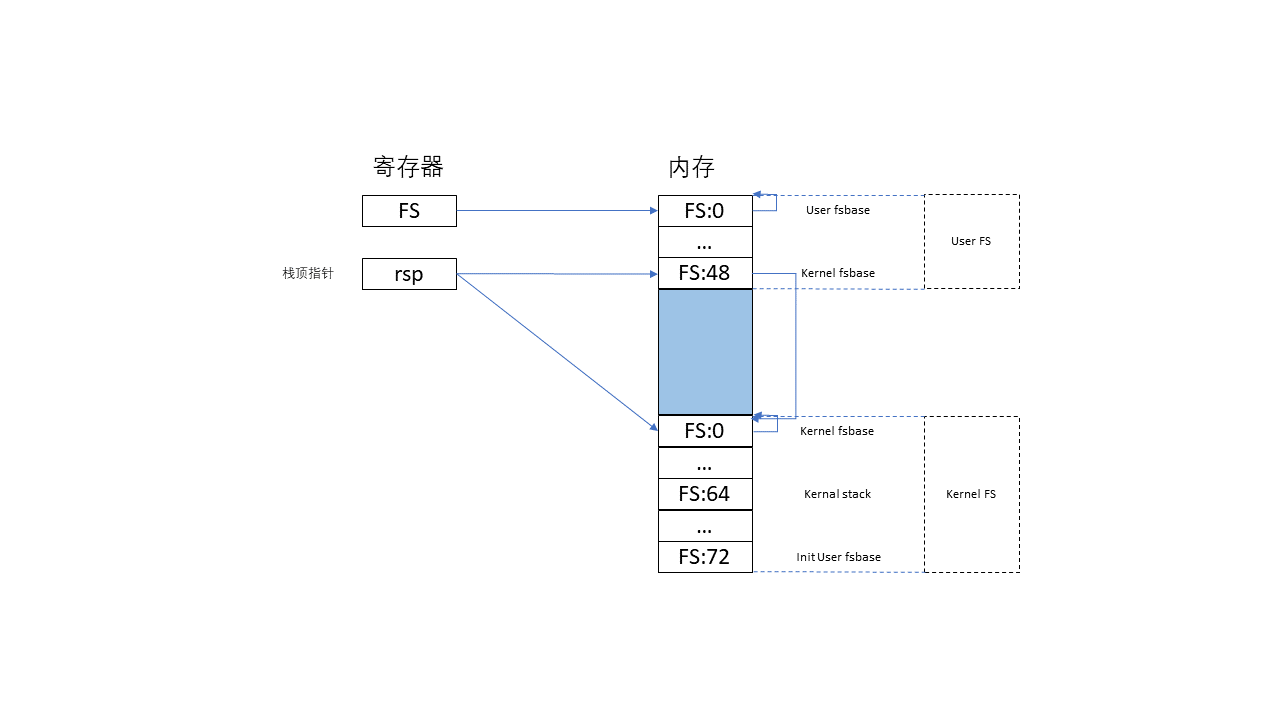 寄存器 内存
FS FS:0 User fsbase
... User FS
栈顶指针 rsp FS:48 Kernel fsbase
FS:0 Kernel fsbase
...
FS:64 Kernal stack Kernel FS
...
FS:72 Init User fsbase